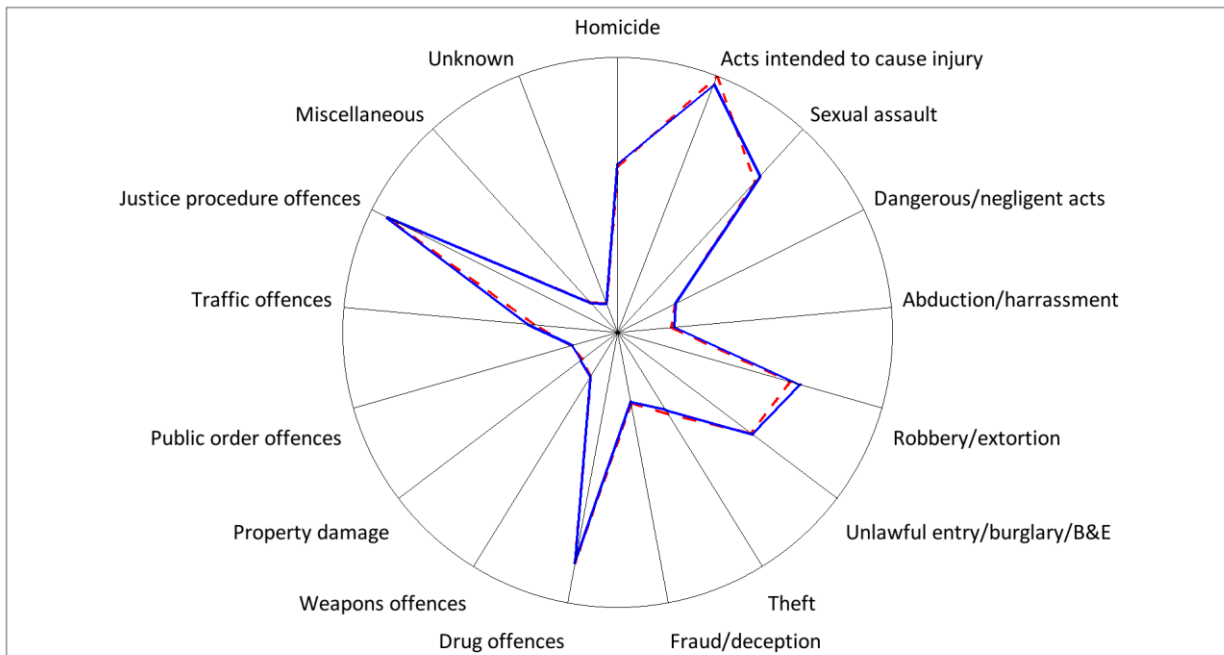 Homicide
Acts intended to cause injury
Sexual assault
Dangerous/negligent acts
Abduction/harrassment
Robbery/extortion
Unlawful entry/burglary/B&E
Theft
Fraud/deception
Drug offences
Weapons offences
Property damage
Public order offences
Traffic offences
Justice procedure offences
Miscellaneous
Unknown